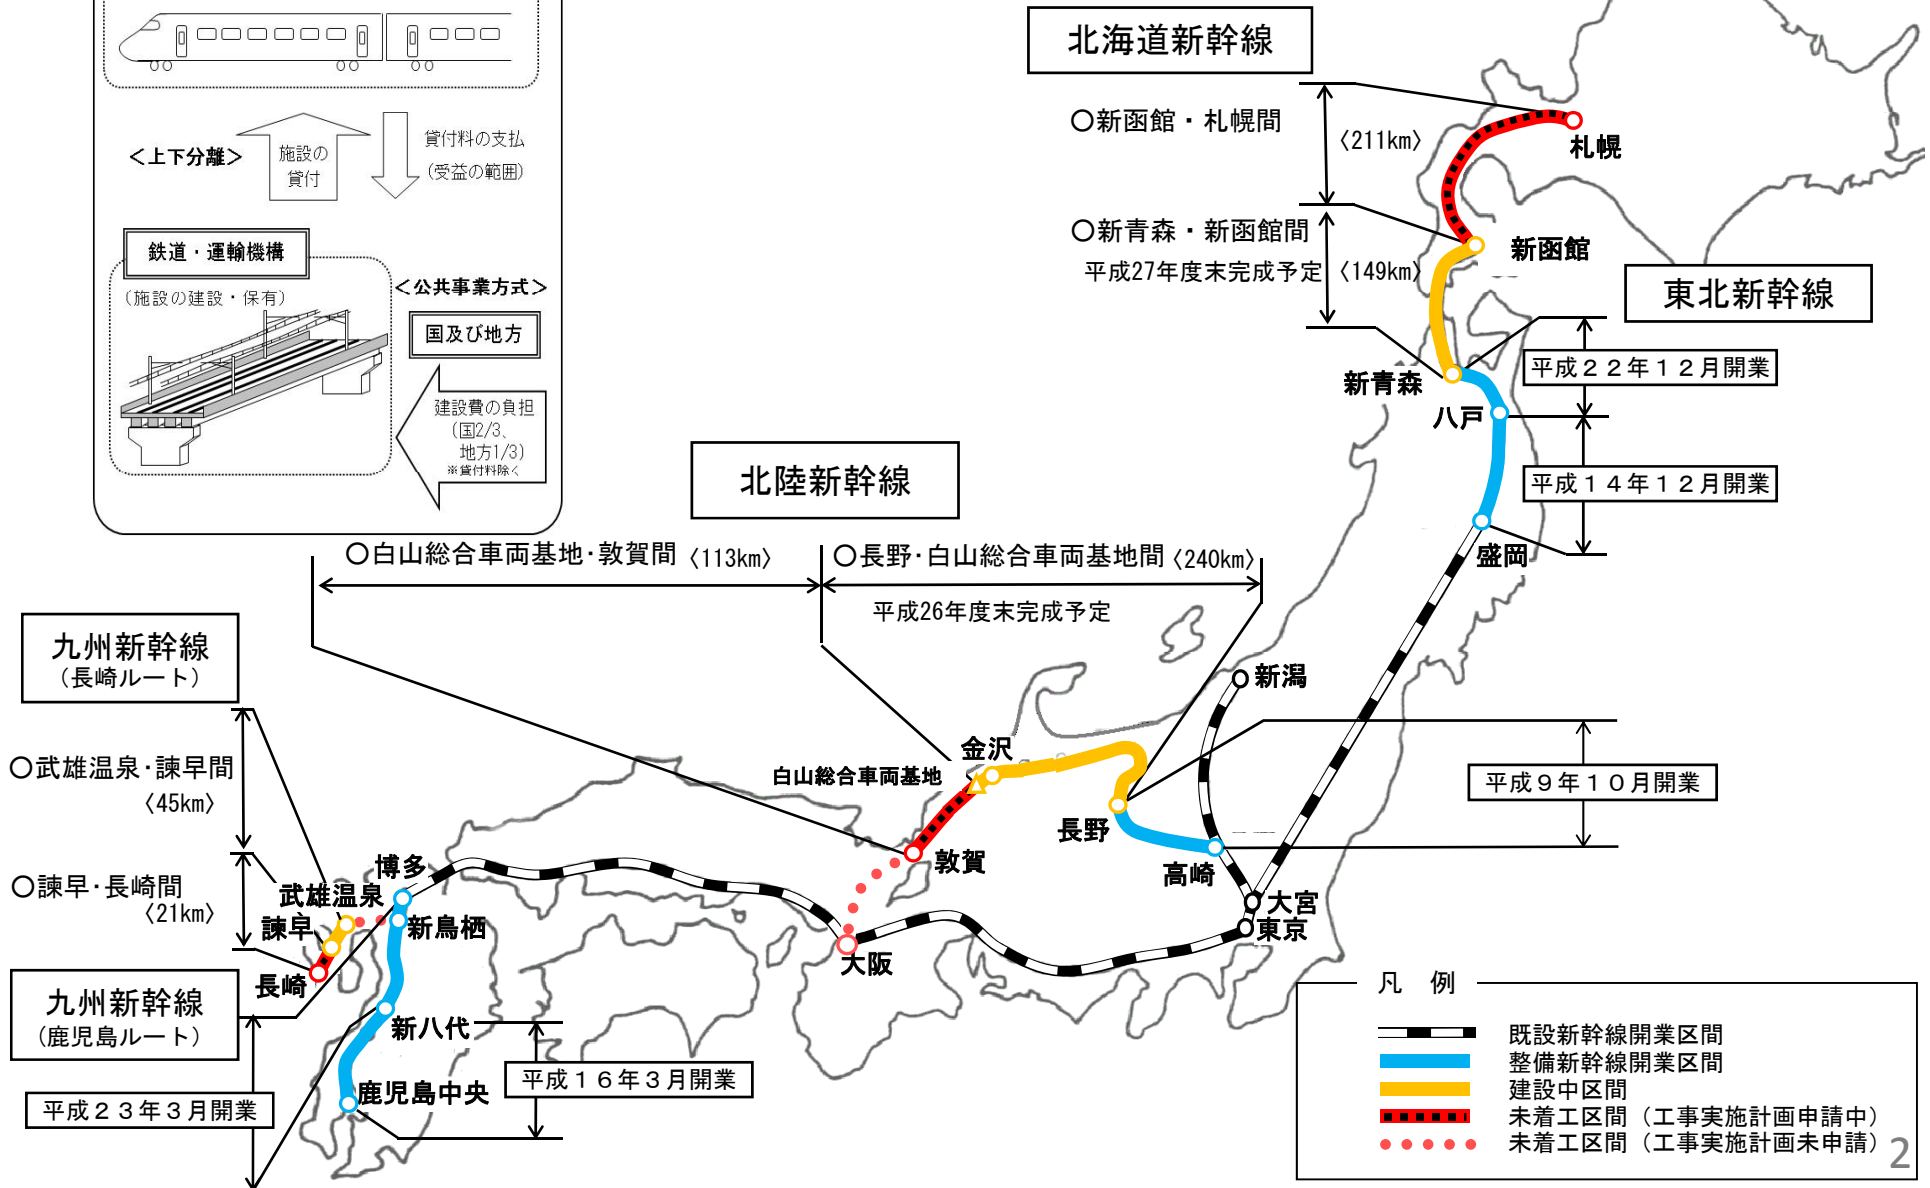 ＜上下分離＞
施設の
貸付
貸付料の支払
(受益の範囲)
鉄道・運輸機構
(施設の建設・保有)
＜公共事業方式＞
国及び地方
建設費の負担
(国2/3、
地方1/3)
※貸付料除く
北海道新幹線
○新函館・札幌間
〈211km〉
札幌
○新青森・新函館間
平成27年度末完成予定
〈149km〉
新函館
東北新幹線
平成２２年１２月開業
新青森
八戸
平成１４年１２月開業
盛岡
北陸新幹線
○白山総合車両基地・敦賀間〈113km〉
○長野・白山総合車両基地間〈240km〉
平成26年度末完成予定
九州新幹線
（長崎ルート）
○武雄温泉・諫早間
〈45km〉
○諫早・長崎間
〈21km〉
新潟
金沢
白山総合車両基地
長野
平成９年１０月開業
高崎
敦賀
大宮
東京
大阪
博多
武雄温泉
新鳥栖
諫早
長崎
九州新幹線
（鹿児島ルート）
新八代
平成１６年３月開業
鹿児島中央
平成２３年３月開業
凡　例
既設新幹線開業区間
整備新幹線開業区間
建設中区間
未着工区間（工事実施計画申請中）
未着工区間（工事実施計画未申請）
2